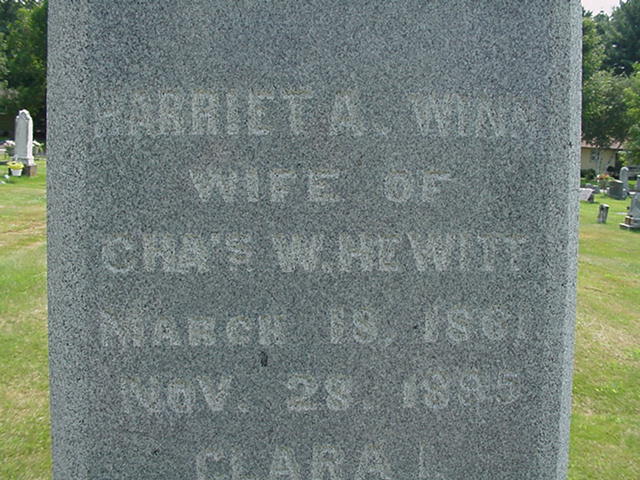 HARRIET A. WINN
WIFE OF
CHA'S W. HEWITT
MARCH 18, 1861
NOV. 28, 1895
CLARA I.